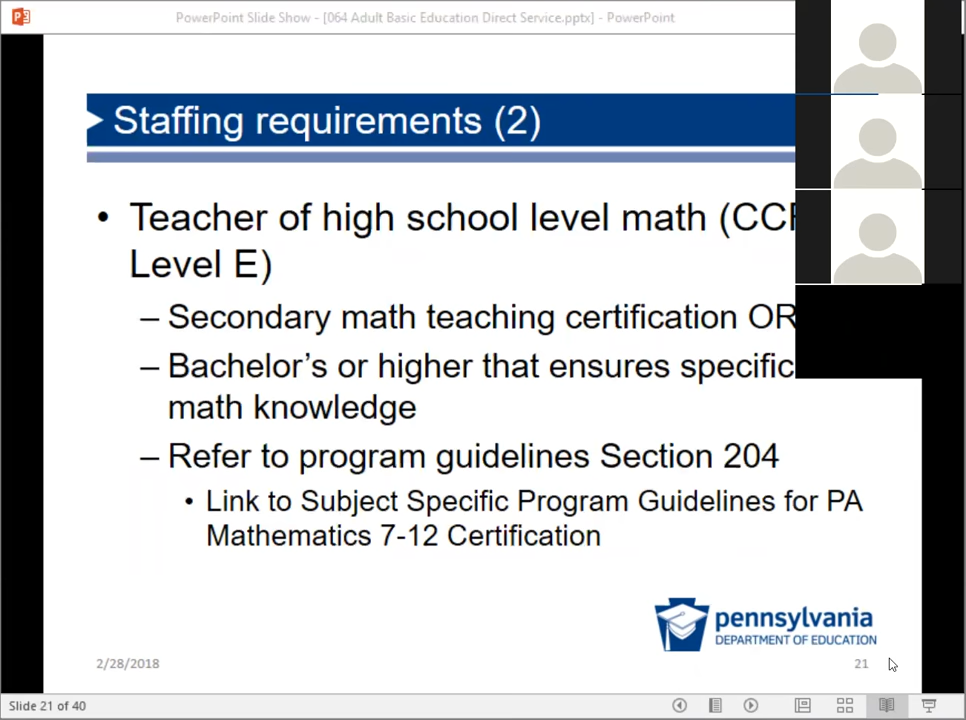 PowerPoint Slide Show - [064 Adult Basic Education Direct Service.pptx] - PowerPoint
Staffing requirements (2)
• Teacher of high school level math (CCR
Level E)
– Secondary math teaching certification OR
– Bachelor's or higher that ensures specific
math knowledge
– Refer to program guidelines Section 204
• Link to Subject Specific Program Guidelines for PA
Mathematics 7-12 Certification
pennsylvania
DEPARTMENT OF EDUCATION
2/28/2018
21
Slide 21 of 40